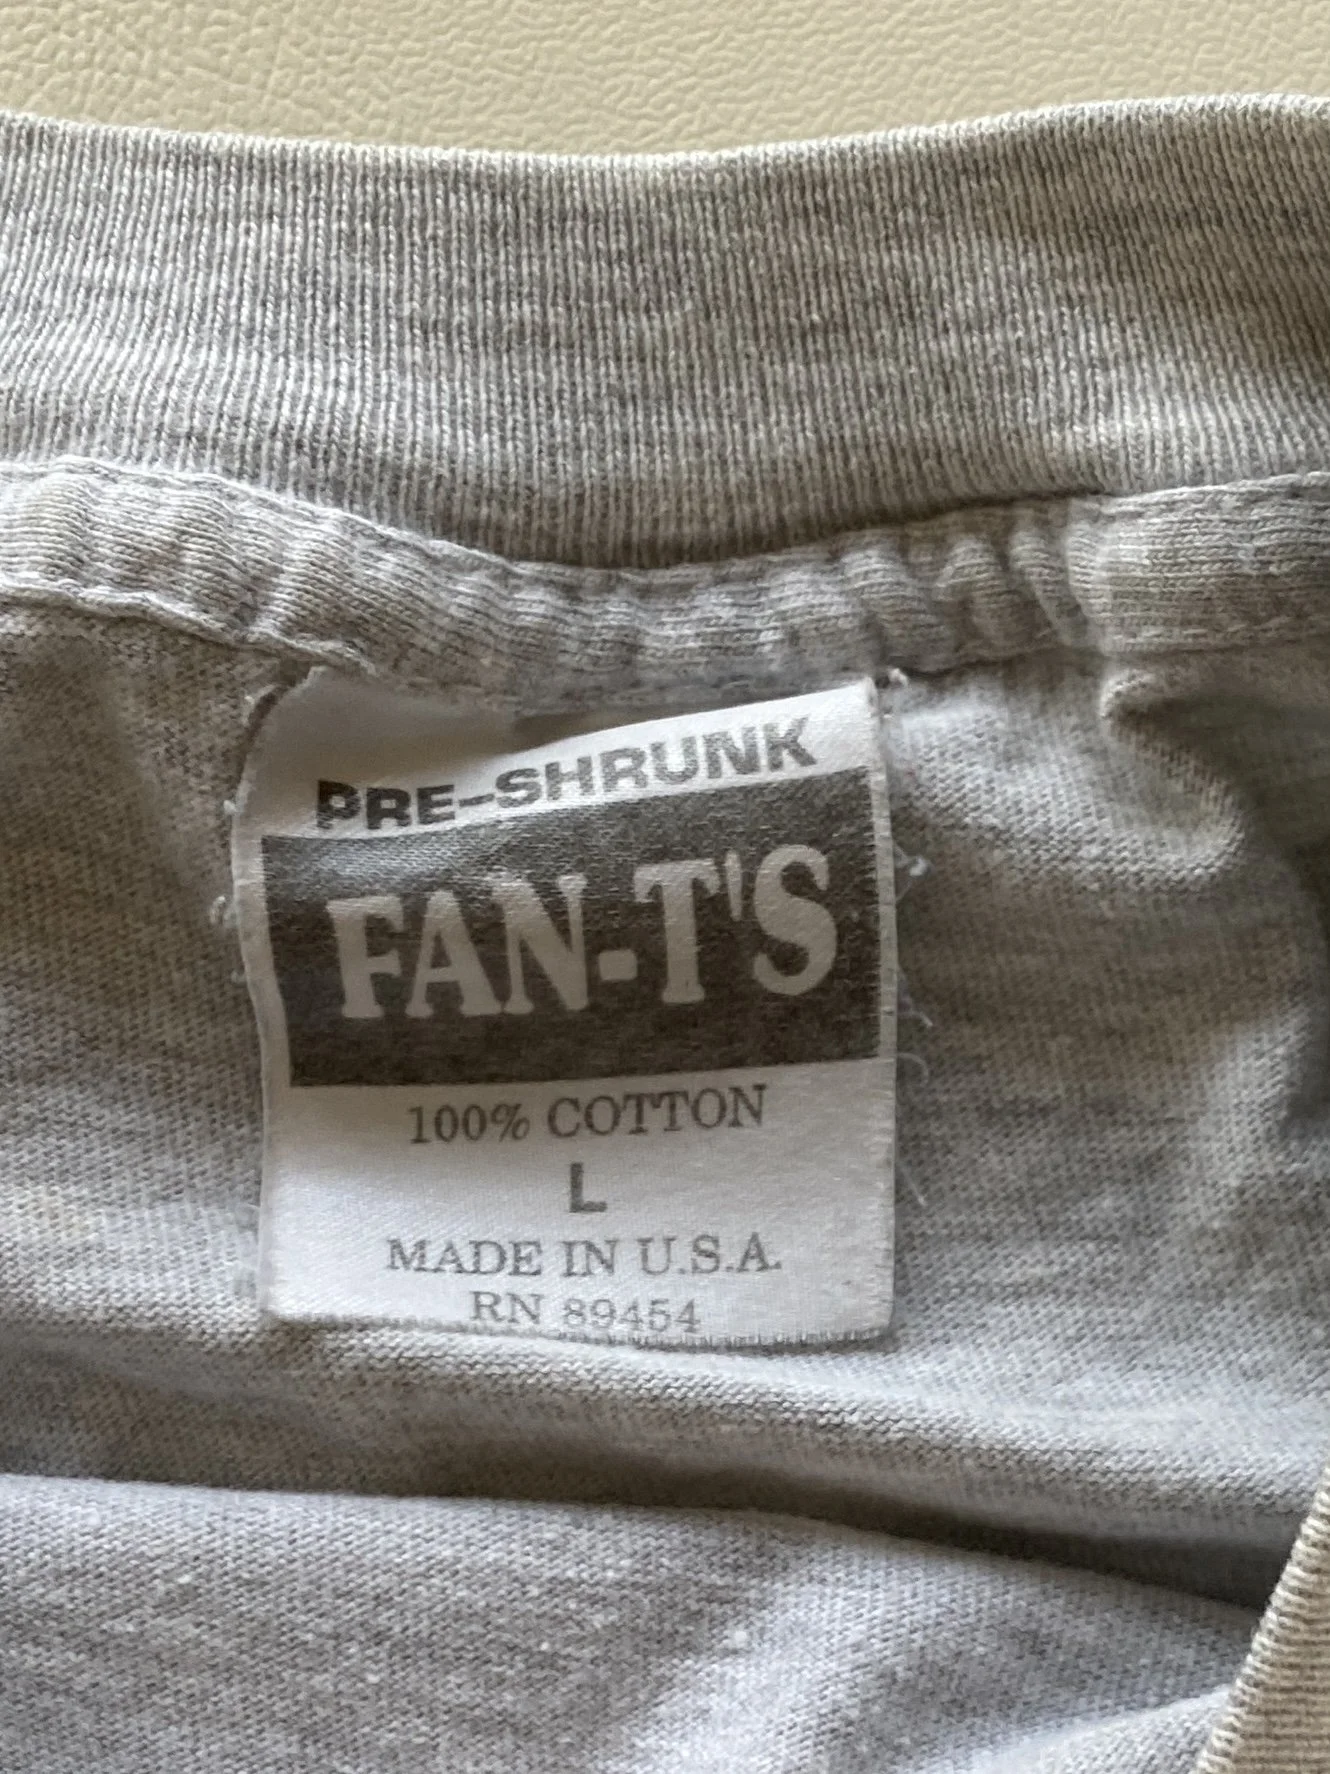 PRE-SHRUNK
FAN-T'S
100% COTTON
L
MADE IN U.S.A.
RN 89454